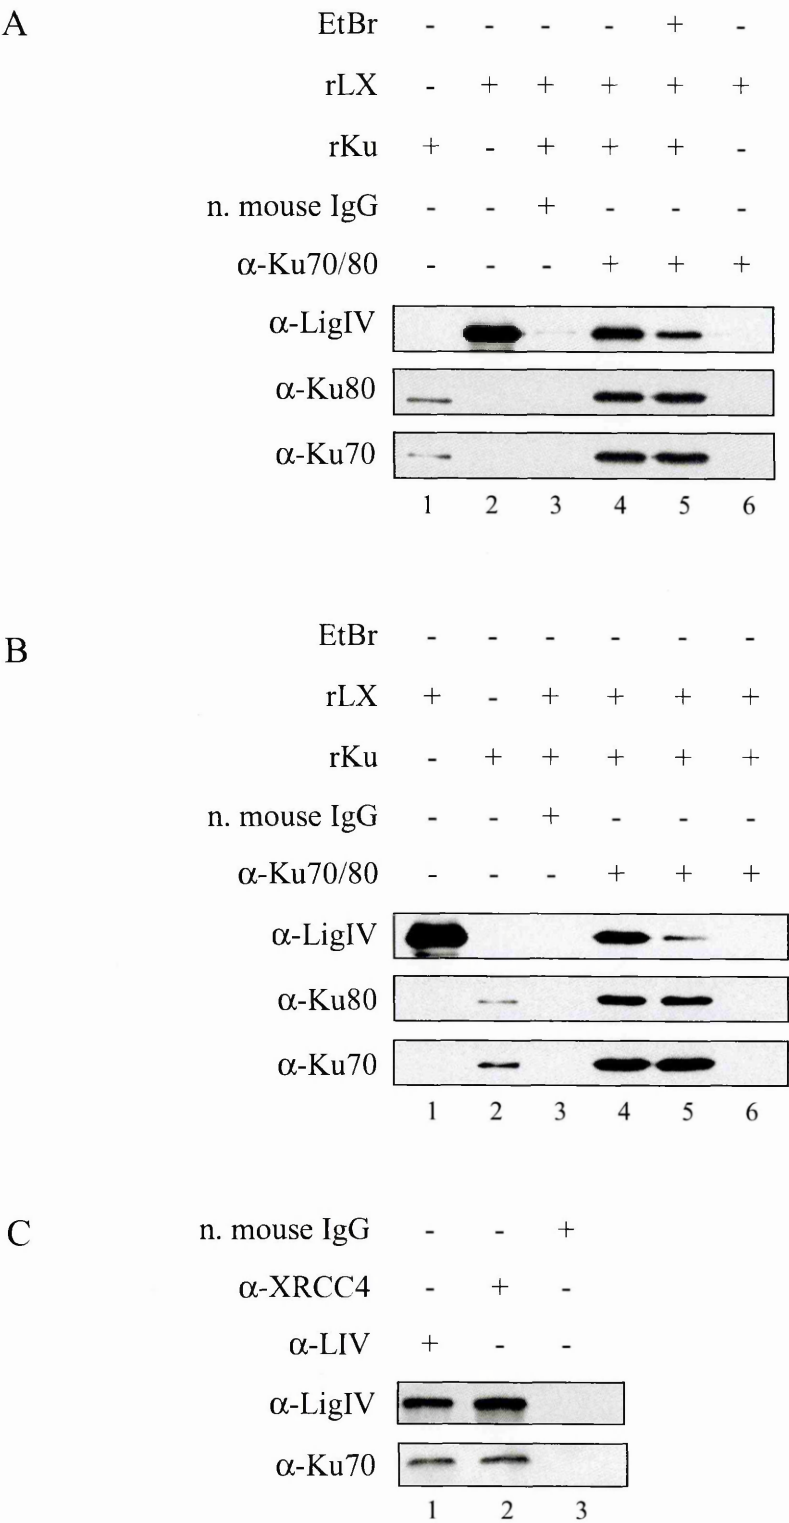 A
EtBr - - - - + -
rLX - + + + + +
rKu + - + + + -
n. mouse IgG - - + - - -
α-Ku70/80 - - - + + +
α-LigIV
α-Ku80
α-Ku70
1 2 3 4 5 6
B
EtBr - - - - - -
rLX + - + + + +
rKu - + + + + +
n. mouse IgG - - + - - -
α-Ku70/80 - - - + + +
α-LigIV
α-Ku80
α-Ku70
1 2 3 4 5 6
C
n. mouse IgG - - +
α-XRCC4 - + -
α-LIV + - -
α-LigIV
α-Ku70
1 2 3